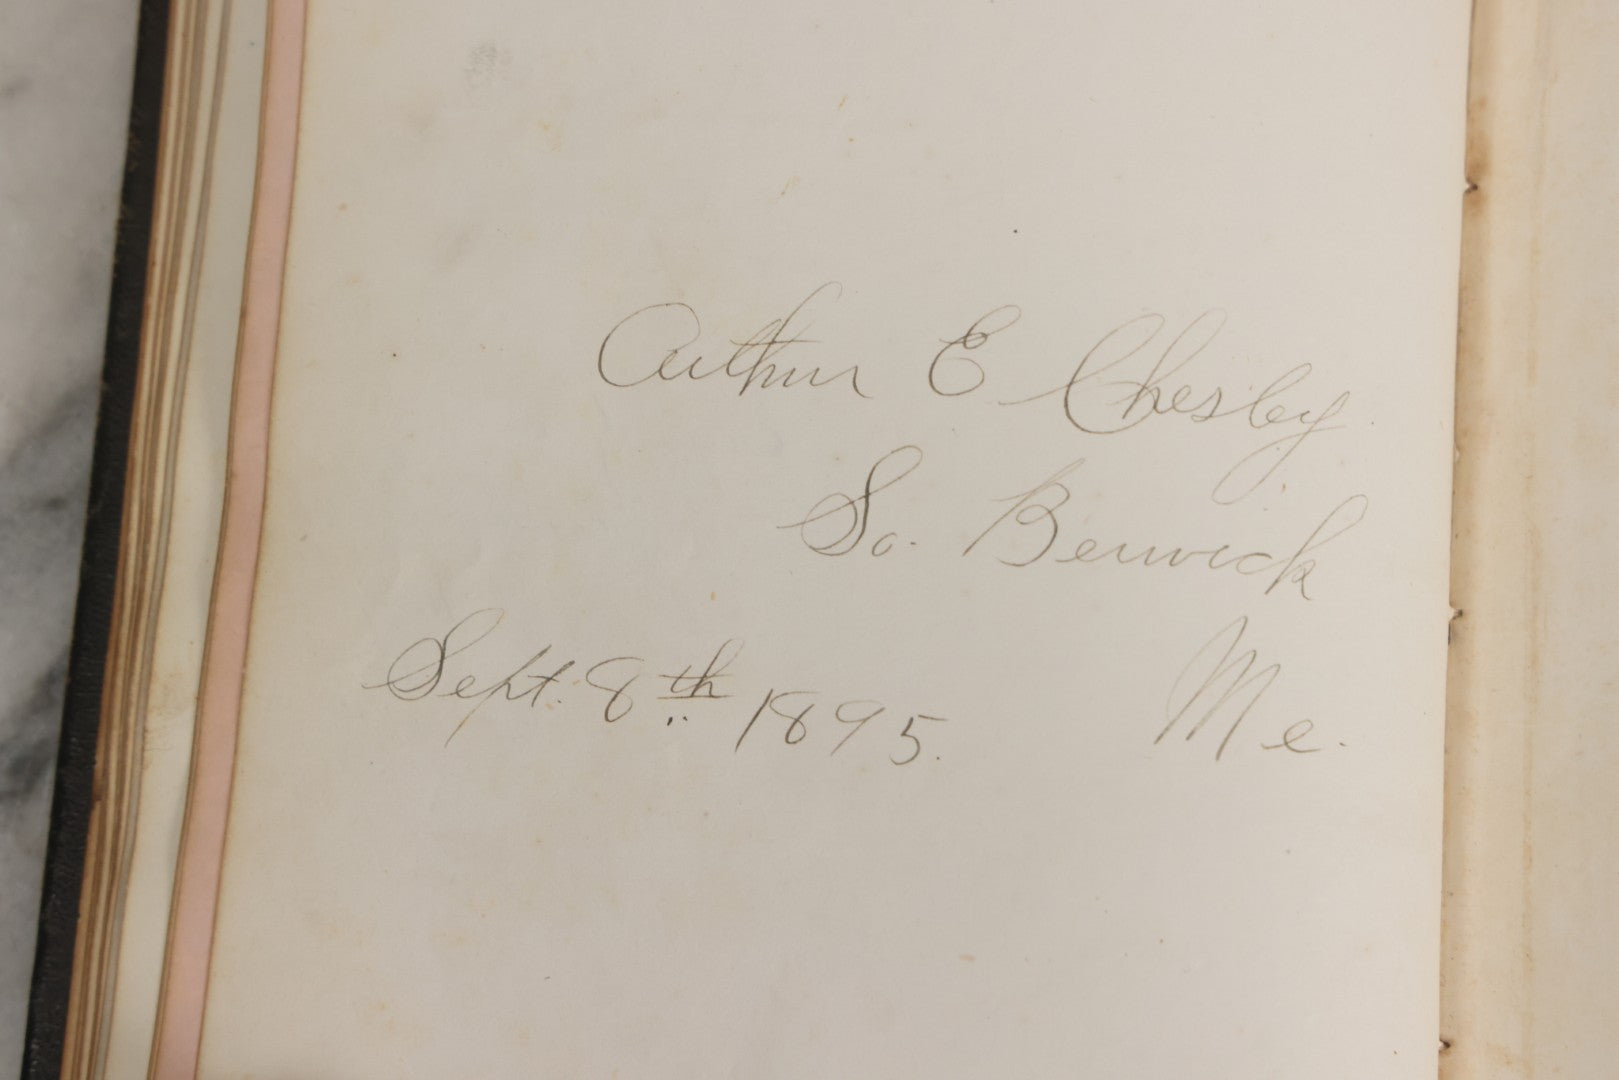 Arthur E. Chesley
So. Berwick
Me.
Sept. 8th 1895.